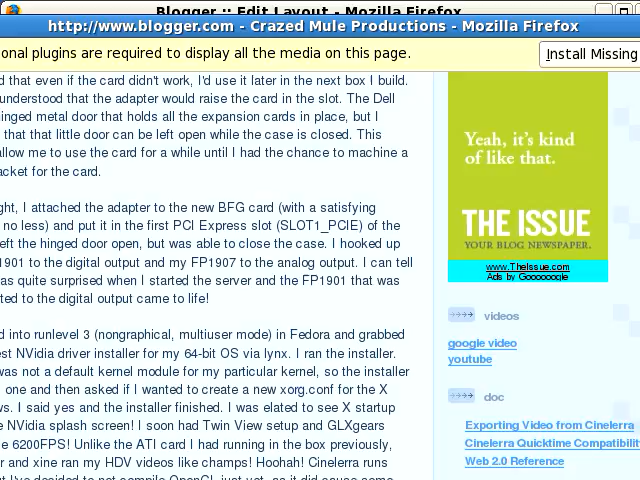 Blogger :: Edit Layout - Mozilla Firefox
http://www.blogger.com - Crazed Mule Productions - Mozilla Firefox
onal plugins are required to display all the media on this page.
Install Missing
d that even if the card didn't work, I'd use it later in the next box I build.
understood that the adapter would raise the card in the slot. The Dell
inged metal door that holds all the expansion cards in place, but I
that that little door can be left open while the case is closed. This
allow me to use the card for a while until I had the chance to machine a
acket for the card.
ght, I attached the adapter to the new BFG card (with a satisfying
no less) and put it in the first PCI Express slot (SLOT1_PCIE) of the
eft the hinged door open, but was able to close the case. I hooked up
1901 to the digital output and my FP1907 to the analog output. I can tell
as quite surprised when I started the server and the FP1901 that was
ted to the digital output came to life!
d into runlevel 3 (nongraphical, multiuser mode) in Fedora and grabbed
est NVidia driver installer for my 64-bit OS via lynx. I ran the installer.
was not a default kernel module for my particular kernel, so the installer
one and then asked if I wanted to create a new xorg.conf for the X
ws. I said yes and the installer finished. I was elated to see X startup
e NVidia splash screen! I soon had Twin View setup and GLXgears
e 6200FPS! Unlike the ATI card I had running in the box previously,
r and xine ran my HDV videos like champs! Hoohah! Cinelerra runs
but I've decided to not compile OpenGL just yet, as it did cause some
Yeah, it's kind
of like that.
THE ISSUE
YOUR BLOG NEWSPAPER.
www.TheIssue.com
Ads by Goooooogle
videos
google video
youtube
doc
Exporting Video from Cinelerra
Cinelerra Quicktime Compatibilit
Web 2.0 Reference